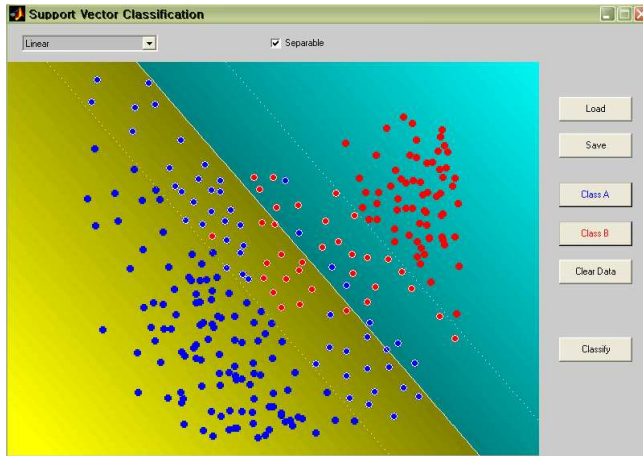 Support Vector Classification
Linear
Separable
Load
Save
Class A
Class B
Clear Data
Classify